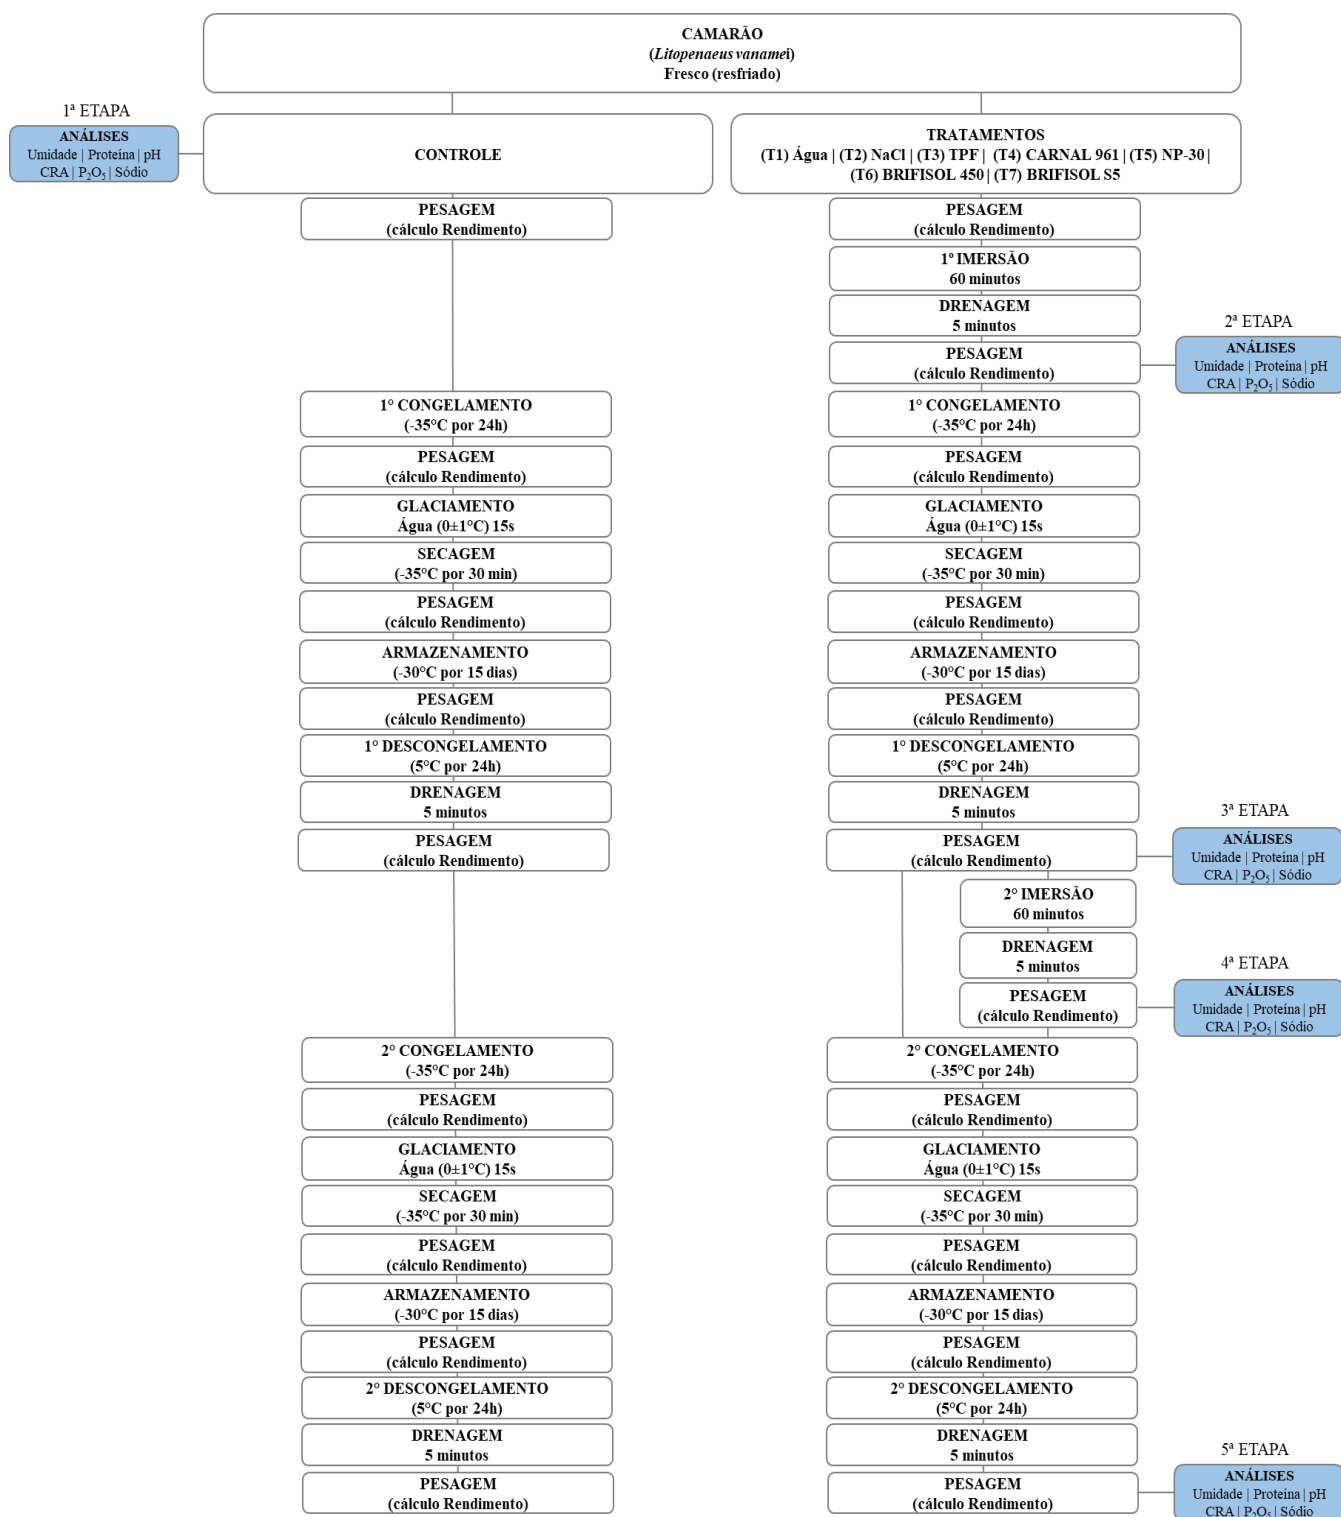 CAMARÃO
(Litopenaeus vanamei)
Fresco (resfriado)
1ª ETAPA
ANÁLISES
Umidade | Proteína | pH
CRA | P₂O₅ | Sódio
CONTROLE
TRATAMENTOS
(T1) Água | (T2) NaCl | (T3) TPF | (T4) CARNAL 961 | (T5) NP-30 |
(T6) BRIFISOL 450 | (T7) BRIFISOL S5
PESAGEM
(cálculo Rendimento)
1° CONGELAMENTO
(-35°C por 24h)
PESAGEM
(cálculo Rendimento)
GLACIAMENTO
Água (0±1°C) 15s
SECAGEM
(-35°C por 30 min)
PESAGEM
(cálculo Rendimento)
ARMAZENAMENTO
(-30°C por 15 dias)
PESAGEM
(cálculo Rendimento)
1° DESCONGELAMENTO
(5°C por 24h)
DRENAGEM
5 minutos
PESAGEM
(cálculo Rendimento)
2° CONGELAMENTO
(-35°C por 24h)
PESAGEM
(cálculo Rendimento)
GLACIAMENTO
Água (0±1°C) 15s
SECAGEM
(-35°C por 30 min)
PESAGEM
(cálculo Rendimento)
ARMAZENAMENTO
(-30°C por 15 dias)
PESAGEM
(cálculo Rendimento)
2° DESCONGELAMENTO
(5°C por 24h)
DRENAGEM
5 minutos
PESAGEM
(cálculo Rendimento)
PESAGEM
(cálculo Rendimento)
1º IMERSÃO
60 minutos
DRENAGEM
5 minutos
PESAGEM
(cálculo Rendimento)
2ª ETAPA
ANÁLISES
Umidade | Proteína | pH
CRA | P₂O₅ | Sódio
1° CONGELAMENTO
(-35°C por 24h)
PESAGEM
(cálculo Rendimento)
GLACIAMENTO
Água (0±1°C) 15s
SECAGEM
(-35°C por 30 min)
PESAGEM
(cálculo Rendimento)
ARMAZENAMENTO
(-30°C por 15 dias)
PESAGEM
(cálculo Rendimento)
1° DESCONGELAMENTO
(5°C por 24h)
DRENAGEM
5 minutos
PESAGEM
(cálculo Rendimento)
3ª ETAPA
ANÁLISES
Umidade | Proteína | pH
CRA | P₂O₅ | Sódio
2° IMERSÃO
60 minutos
DRENAGEM
5 minutos
PESAGEM
(cálculo Rendimento)
4ª ETAPA
ANÁLISES
Umidade | Proteína | pH
CRA | P₂O₅ | Sódio
2° CONGELAMENTO
(-35°C por 24h)
PESAGEM
(cálculo Rendimento)
GLACIAMENTO
Água (0±1°C) 15s
SECAGEM
(-35°C por 30 min)
PESAGEM
(cálculo Rendimento)
ARMAZENAMENTO
(-30°C por 15 dias)
PESAGEM
(cálculo Rendimento)
2° DESCONGELAMENTO
(5°C por 24h)
DRENAGEM
5 minutos
PESAGEM
(cálculo Rendimento)
5ª ETAPA
ANÁLISES
Umidade | Proteína | pH
CRA | P₂O₅ | Sódio